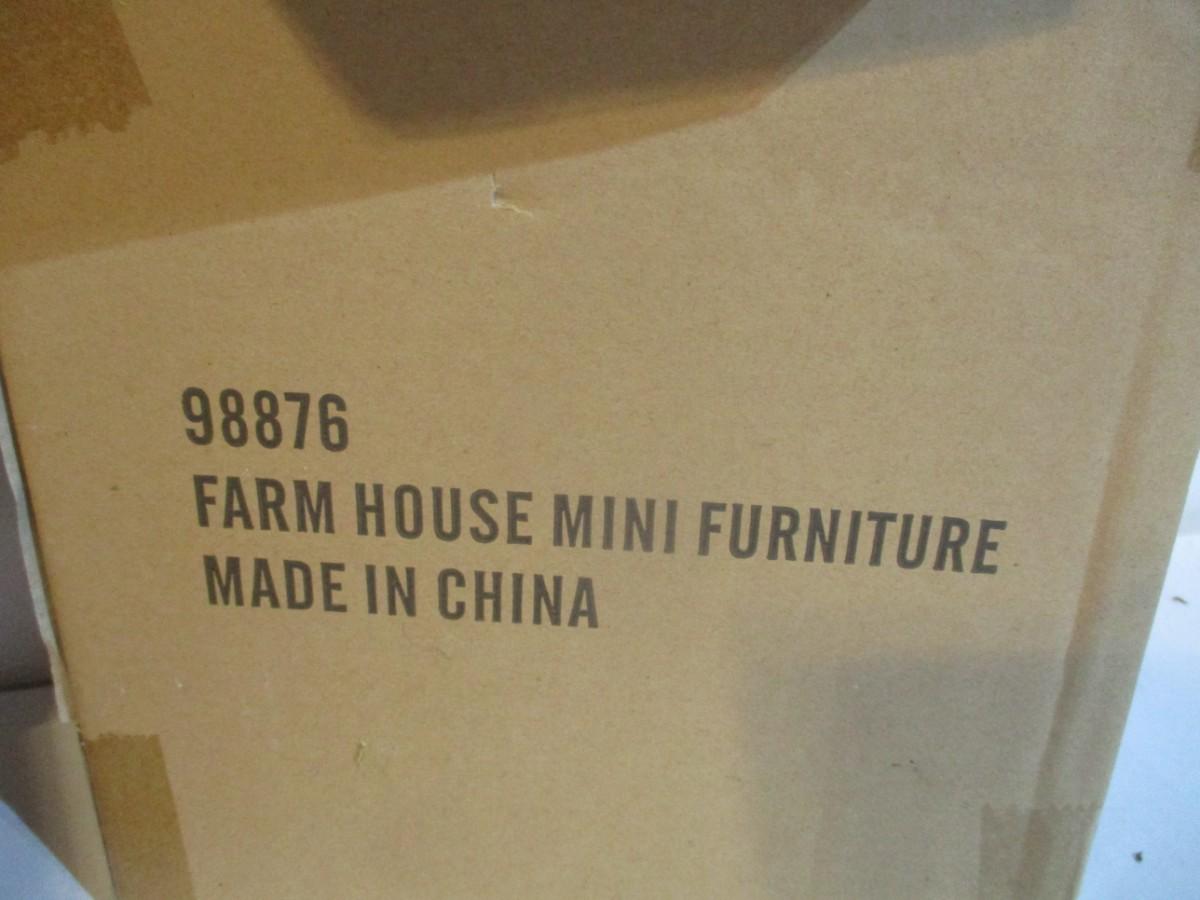 98876
FARM HOUSE MINI FURNITURE
MADE IN CHINA